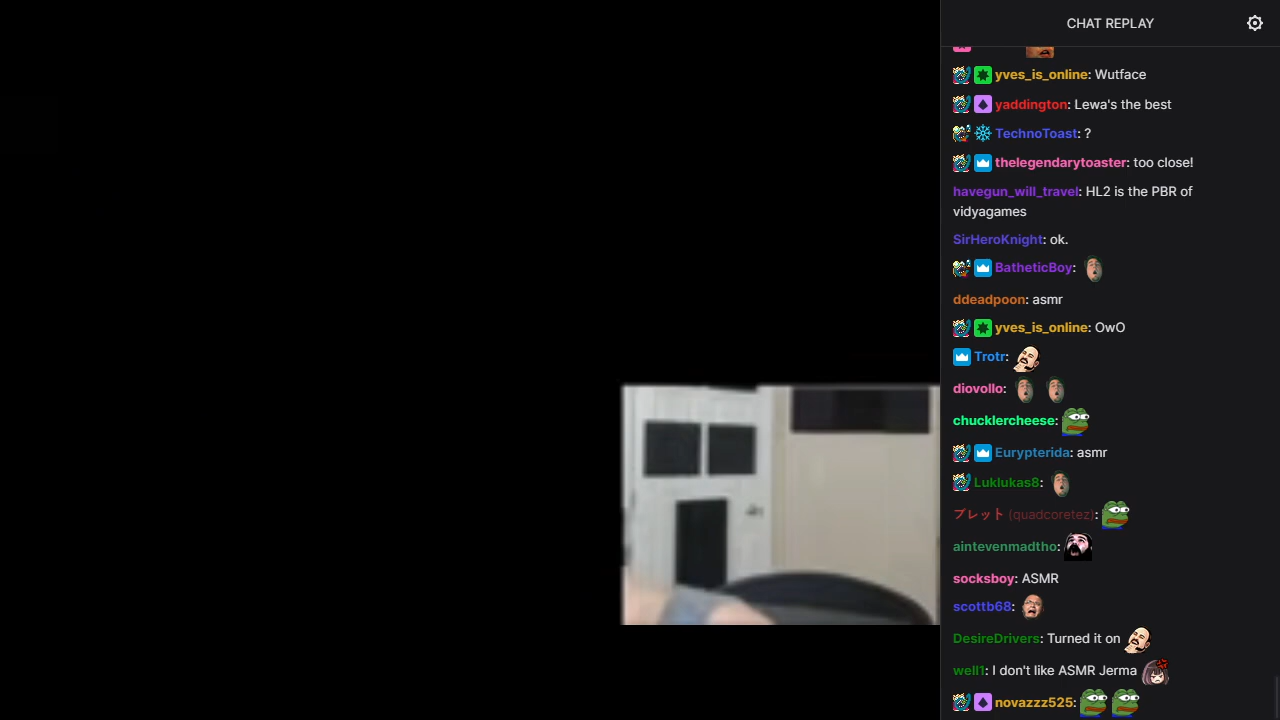 CHAT REPLAY
yves_is_online: Wutface
yaddington: Lewa's the best
TechnoToast: ?
thelegendarytoaster: too close!
havegun_will_travel: HL2 is the PBR of
vidyagames
SirHeroKnight: ok.
BatheticBoy:
ddeadpoon: asmr
yves_is_online: OwO
Trotr:
diovollo:
chucklercheese:
Eurypterida: asmr
Luklukas8:
プレット (quadcoretez):
aintevenmadtho:
socksboy: ASMR
scottb68:
DesireDrivers: Turned it on
well1: I don't like ASMR Jerma
novazzz525: